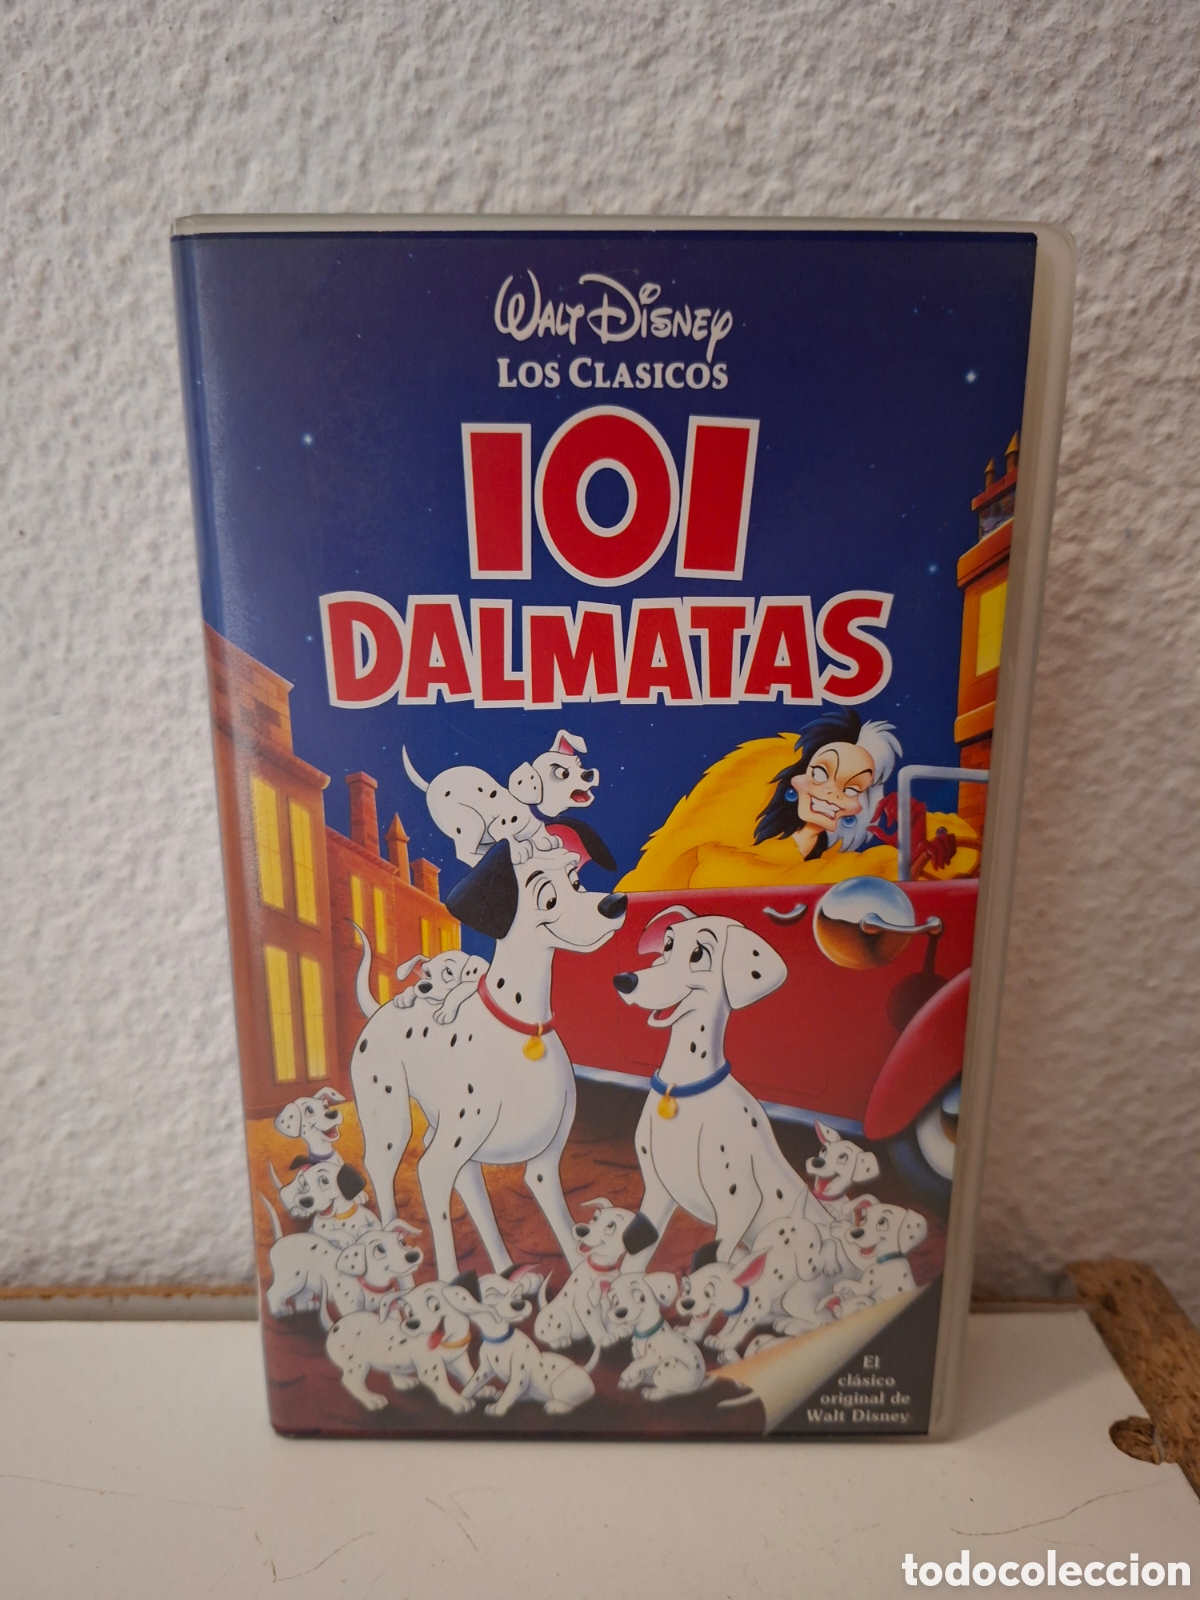 WALT DISNEY
LOS CLASICOS
101
DALMATAS
El
clásico
original de
Walt Disney.
todocoleccion